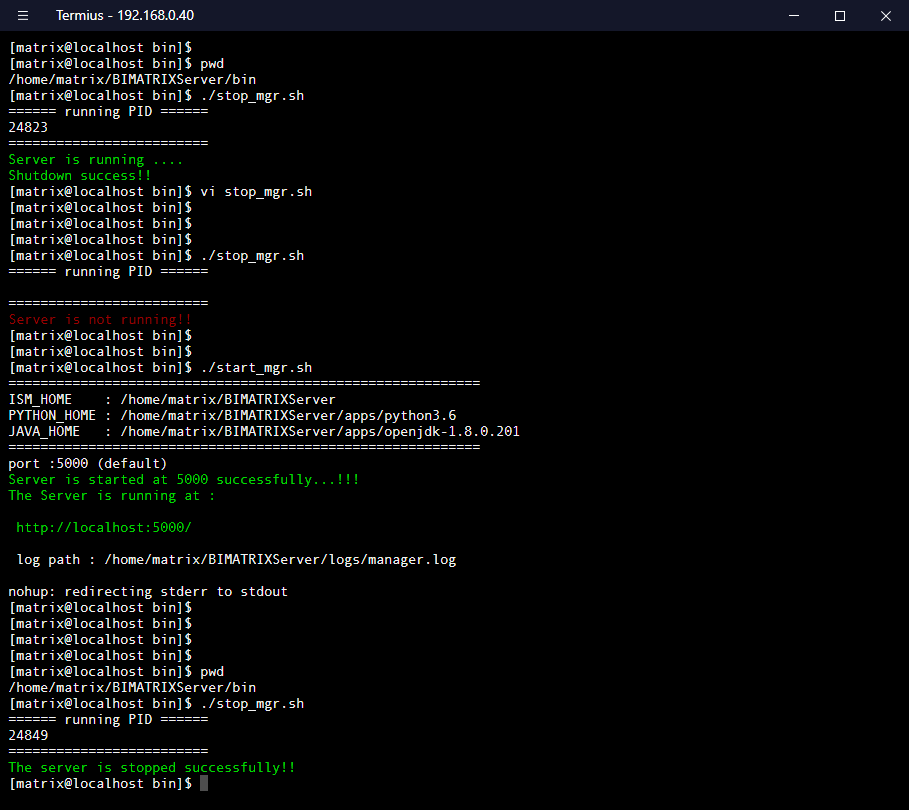 Termius - 192.168.0.40
[matrix@localhost bin]$
[matrix@localhost bin]$ pwd
/home/matrix/BIMATRIXServer/bin
[matrix@localhost bin]$ ./stop_mgr.sh
====== running PID ======
24823
=========================
Server is running ....
Shutdown success!!
[matrix@localhost bin]$ vi stop_mgr.sh
[matrix@localhost bin]$
[matrix@localhost bin]$
[matrix@localhost bin]$
[matrix@localhost bin]$ ./stop_mgr.sh
====== running PID ======

=========================
Server is not running!!
[matrix@localhost bin]$
[matrix@localhost bin]$
[matrix@localhost bin]$ ./start_mgr.sh
===========================================================
ISM_HOME    : /home/matrix/BIMATRIXServer
PYTHON_HOME : /home/matrix/BIMATRIXServer/apps/python3.6
JAVA_HOME   : /home/matrix/BIMATRIXServer/apps/openjdk-1.8.0.201
===========================================================
port :5000 (default)
Server is started at 5000 successfully...!!!
The Server is running at :

 http://localhost:5000/

 log path : /home/matrix/BIMATRIXServer/logs/manager.log

nohup: redirecting stderr to stdout
[matrix@localhost bin]$
[matrix@localhost bin]$
[matrix@localhost bin]$
[matrix@localhost bin]$
[matrix@localhost bin]$ pwd
/home/matrix/BIMATRIXServer/bin
[matrix@localhost bin]$ ./stop_mgr.sh
====== running PID ======
24849
=========================
The server is stopped successfully!!
[matrix@localhost bin]$